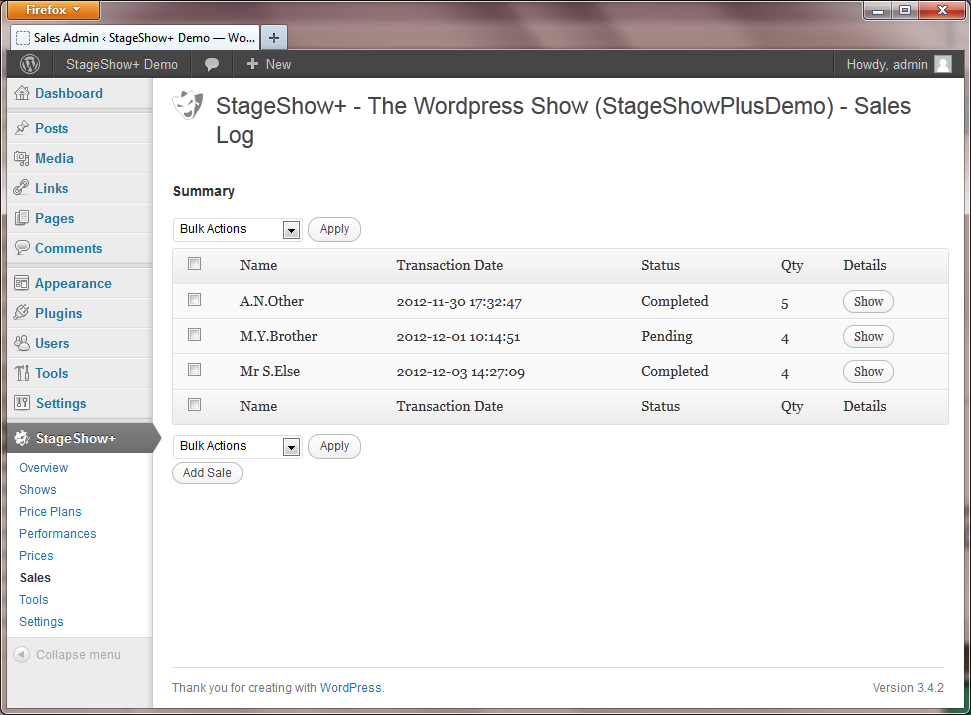 Firefox
Sales Admin ‹ StageShow+ Demo — Wo...
StageShow+ Demo
New
Howdy, admin
Dashboard
Posts
Media
Links
Pages
Comments
Appearance
Plugins
Users
Tools
Settings
StageShow+
Overview
Shows
Price Plans
Performances
Prices
Sales
Tools
Settings
Collapse menu
StageShow+ - The Wordpress Show (StageShowPlusDemo) - Sales
Log
Summary
Bulk Actions Apply
Name Transaction Date Status Qty Details
A.N.Other 2012-11-30 17:32:47 Completed 5 Show
M.Y.Brother 2012-12-01 10:14:51 Pending 4 Show
Mr S.Else 2012-12-03 14:27:09 Completed 4 Show
Name Transaction Date Status Qty Details
Bulk Actions Apply
Add Sale
Thank you for creating with WordPress. Version 3.4.2